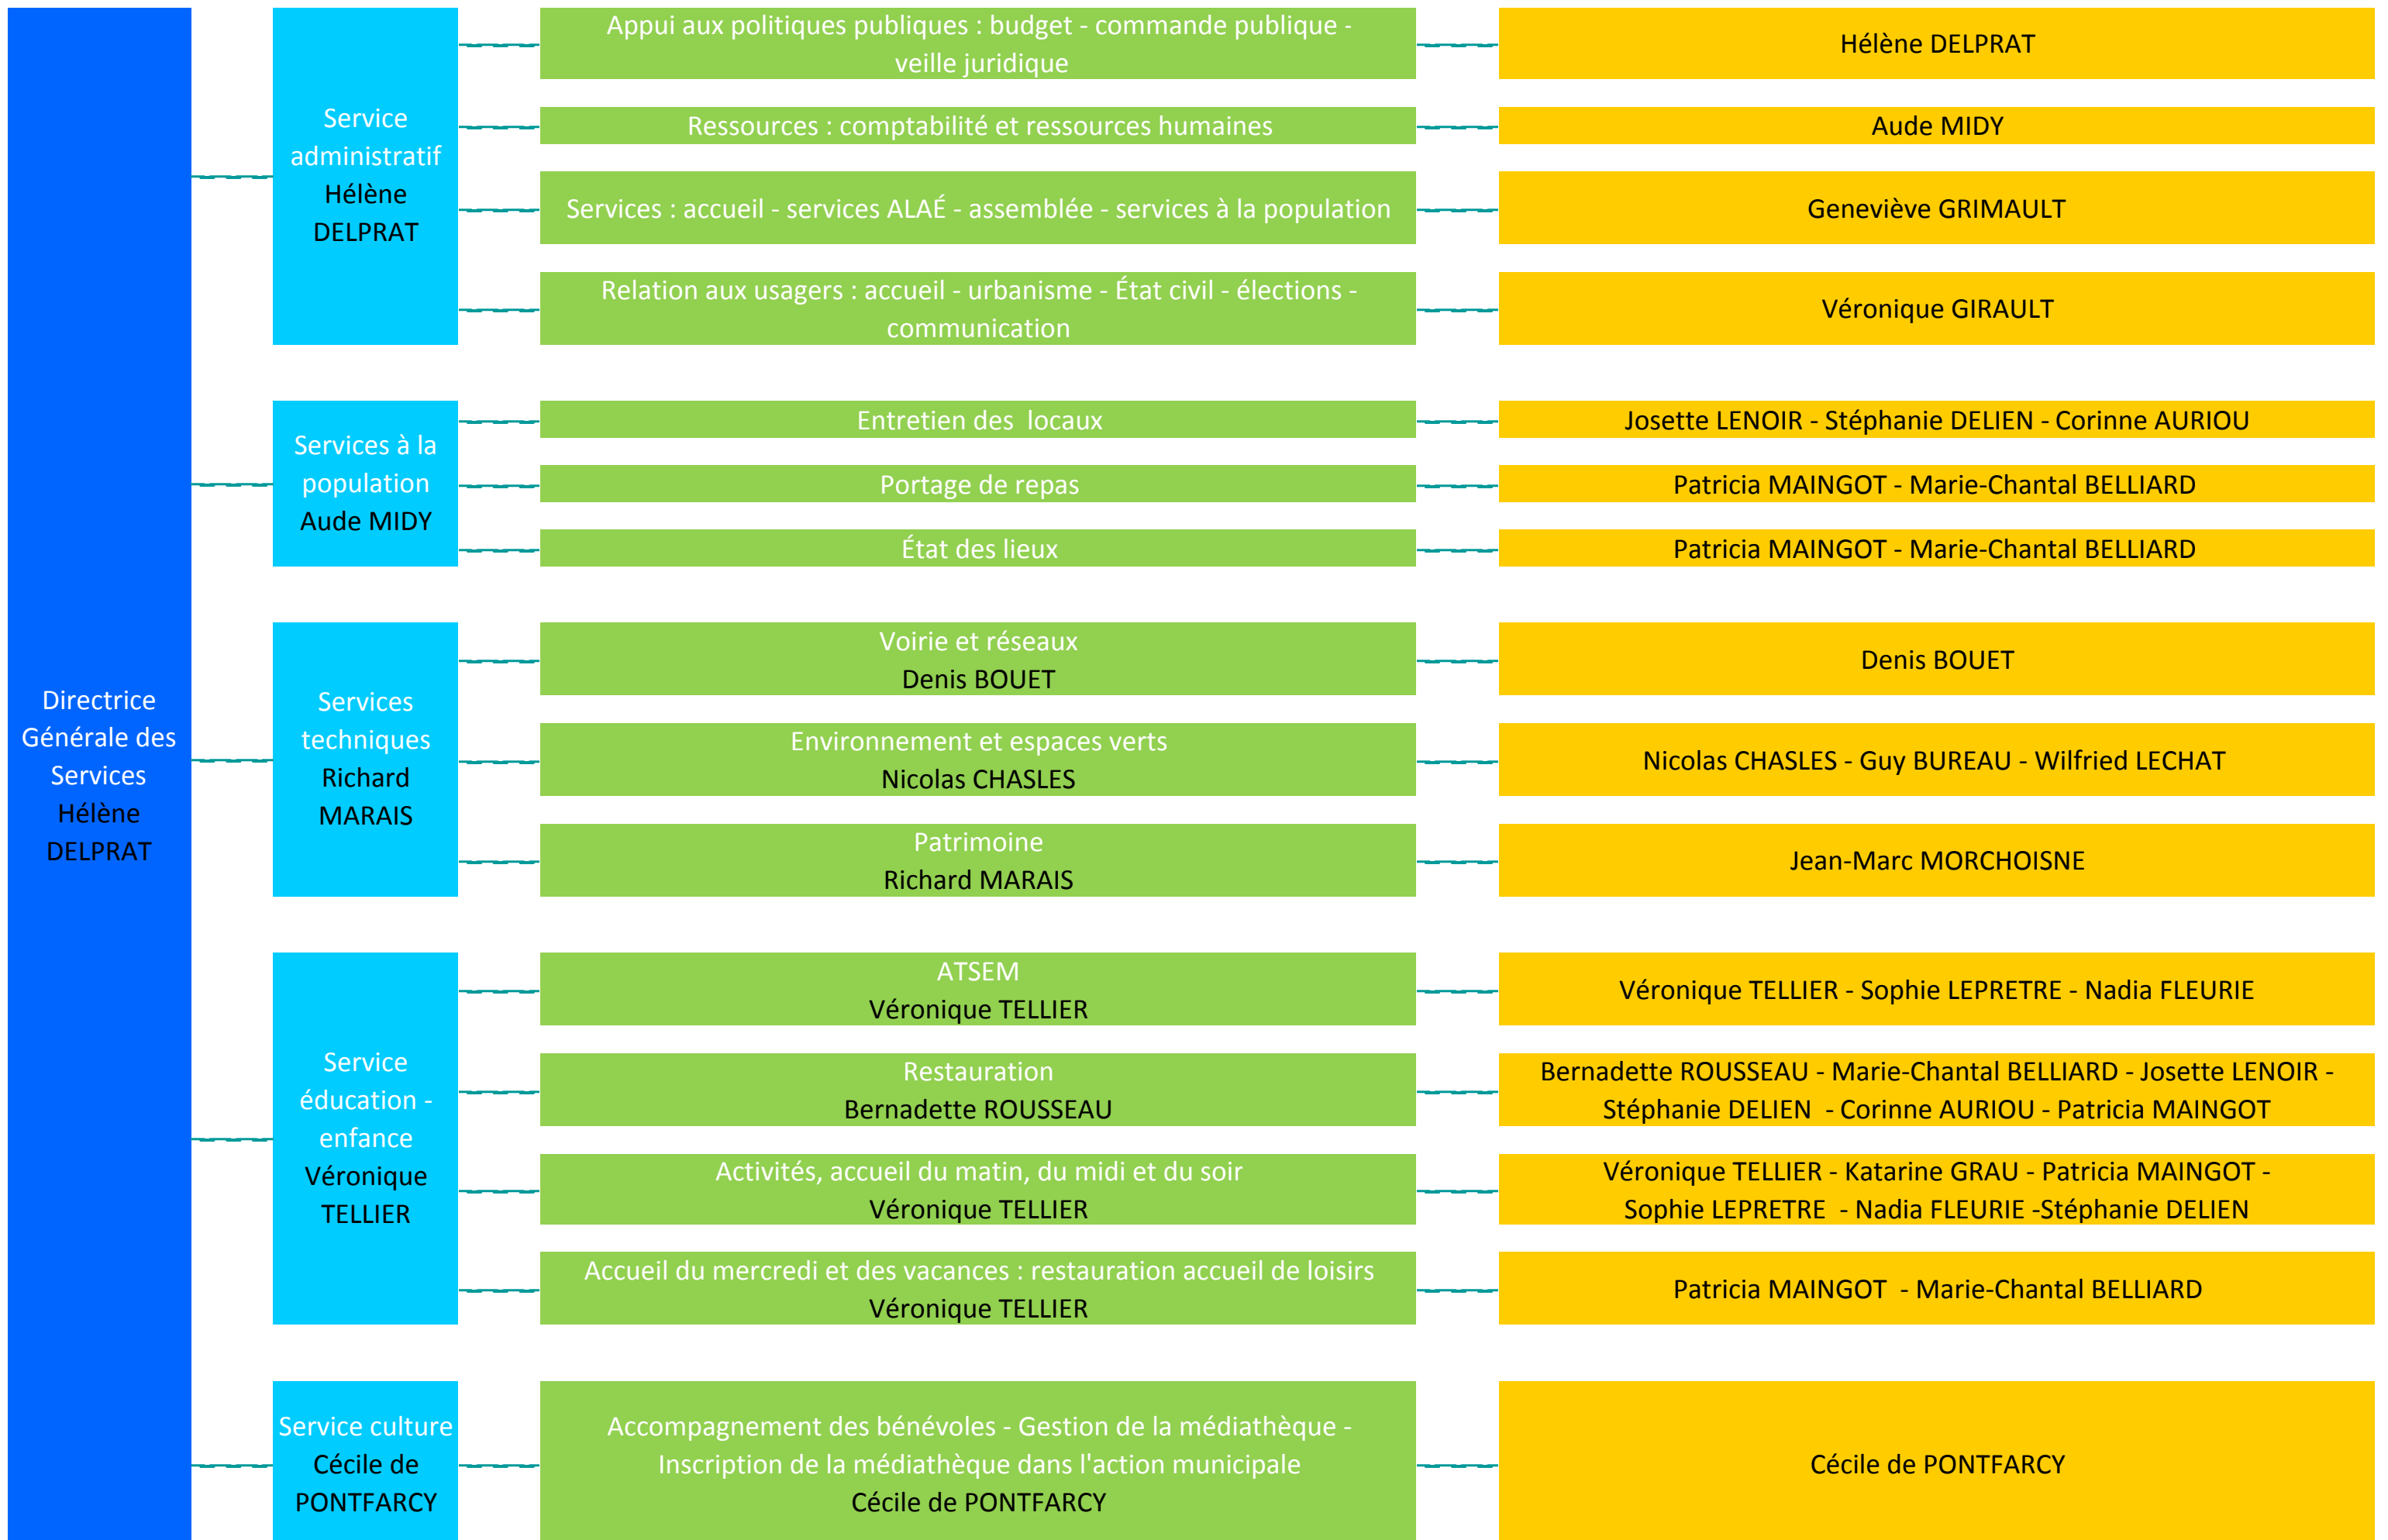 Directrice
Générale des
Services
Hélène
DELPRAT
Service
administratif
Hélène
DELPRAT
Appui aux politiques publiques : budget - commande publique -
veille juridique
Hélène DELPRAT
Ressources : comptabilité et ressources humaines
Aude MIDY
Services : accueil - services ALAÉ - assemblée - services à la population
Geneviève GRIMAULT
Relation aux usagers : accueil - urbanisme - État civil - élections -
communication
Véronique GIRAULT
Services à la
population
Aude MIDY
Entretien des  locaux
Josette LENOIR - Stéphanie DELIEN - Corinne AURIOU
Portage de repas
Patricia MAINGOT - Marie-Chantal BELLIARD
État des lieux
Patricia MAINGOT - Marie-Chantal BELLIARD
Services
techniques
Richard
MARAIS
Voirie et réseaux
Denis BOUET
Denis BOUET
Environnement et espaces verts
Nicolas CHASLES
Nicolas CHASLES - Guy BUREAU - Wilfried LECHAT
Patrimoine
Richard MARAIS
Jean-Marc MORCHOISNE
Service
éducation -
enfance
Véronique
TELLIER
ATSEM
Véronique TELLIER
Véronique TELLIER - Sophie LEPRETRE - Nadia FLEURIE
Restauration
Bernadette ROUSSEAU
Bernadette ROUSSEAU - Marie-Chantal BELLIARD - Josette LENOIR -
Stéphanie DELIEN  - Corinne AURIOU - Patricia MAINGOT
Activités, accueil du matin, du midi et du soir
Véronique TELLIER
Véronique TELLIER - Katarine GRAU - Patricia MAINGOT -
Sophie LEPRETRE  - Nadia FLEURIE -Stéphanie DELIEN
Accueil du mercredi et des vacances : restauration accueil de loisirs
Véronique TELLIER
Patricia MAINGOT  - Marie-Chantal BELLIARD
Service culture
Cécile de
PONTFARCY
Accompagnement des bénévoles - Gestion de la médiathèque -
Inscription de la médiathèque dans l'action municipale
Cécile de PONTFARCY
Cécile de PONTFARCY